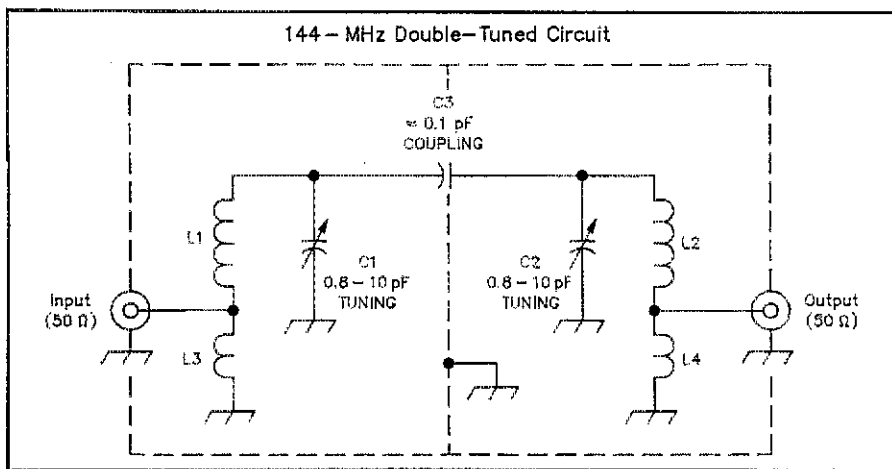 144-MHz Double-Tuned Circuit
C3
≈ 0.1 pF
COUPLING
L1
L2
C1
0.8-10 pF
TUNING
C2
0.8-10 pF
TUNING
Input
(50 Ω)
Output
(50 Ω)
L3
L4